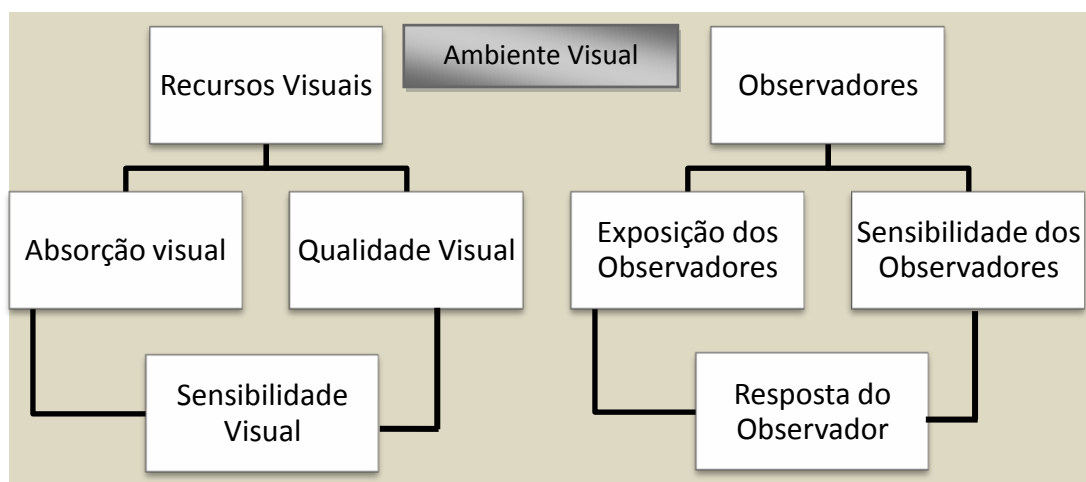 Ambiente Visual
Recursos Visuais
Observadores
Absorção visual
Qualidade Visual
Exposição dos
Observadores
Sensibilidade dos
Observadores
Sensibilidade
Visual
Resposta do
Observador